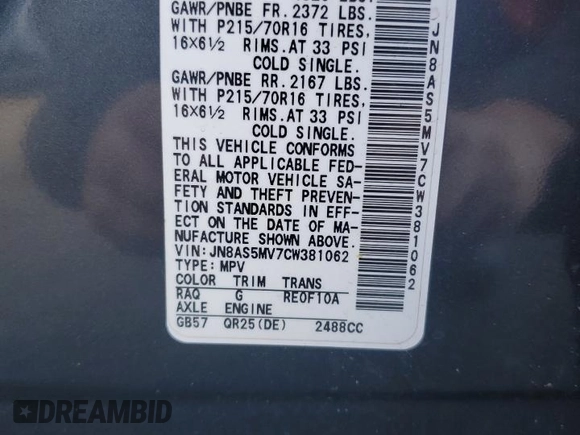 GAWR/PNBE FR. 2372 LBS.
WITH P215/70R16 TIRES.
16X6½ RIMS. AT 33 PSI
COLD SINGLE.
GAWR/PNBE RR. 2167 LBS.
WITH P215/70R16 TIRES.
16X6½ RIMS. AT 33 PSI
COLD SINGLE.
THIS VEHICLE CONFORMS
TO ALL APPLICABLE FED-
ERAL MOTOR VEHICLE SA-
FETY AND THEFT PREVEN-
TION STANDARDS IN EFF-
ECT ON THE DATE OF MA-
NUFACTURE SHOWN ABOVE.
VIN: JN8AS5MV7CW381062
TYPE: MPV
COLOR TRIM TRANS
RAQ G RE0F10A
AXLE ENGINE
GB57 QR25(DE) 2488CC
JN8AS5MV7CW381062
DREAMBID